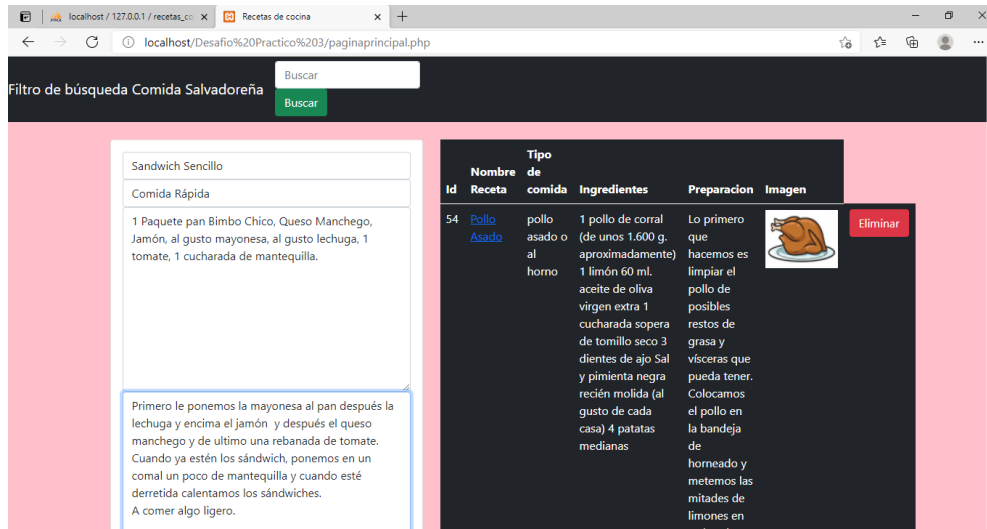 localhost / 127.0.0.1 / recetas_co
Recetas de cocina
localhost/Desafio%20Practico%203/paginaprincipal.php
Filtro de búsqueda Comida Salvadoreña
Buscar
Buscar
Sandwich Sencillo
Comida Rápida
1 Paquete pan Bimbo Chico, Queso Manchego,
Jamón, al gusto mayonesa, al gusto lechuga, 1
tomate, 1 cucharada de mantequilla.
Primero le ponemos la mayonesa al pan después la
lechuga y encima el jamón y después el queso
manchego y de ultimo una rebanada de tomate.
Cuando ya estén los sándwich, ponemos en un
comal un poco de mantequilla y cuando esté
derretida calentamos los sándwiches.
A comer algo ligero.
Id
Nombre
Receta
Tipo
de
comida
Ingredientes
Preparacion
Imagen
54
Pollo
Asado
pollo
asado o
al
horno
1 pollo de corral
(de unos 1.600 g.
aproximadamente)
1 limón 60 ml.
aceite de oliva
virgen extra 1
cucharada sopera
de tomillo seco 3
dientes de ajo Sal
y pimienta negra
recién molida (al
gusto de cada
casa) 4 patatas
medianas
Lo primero
que
hacemos es
limpiar el
pollo de
posibles
restos de
grasa y
vísceras que
pueda tener.
Colocamos
el pollo en
la bandeja
de
horneado y
metemos las
mitades de
limones en
Eliminar